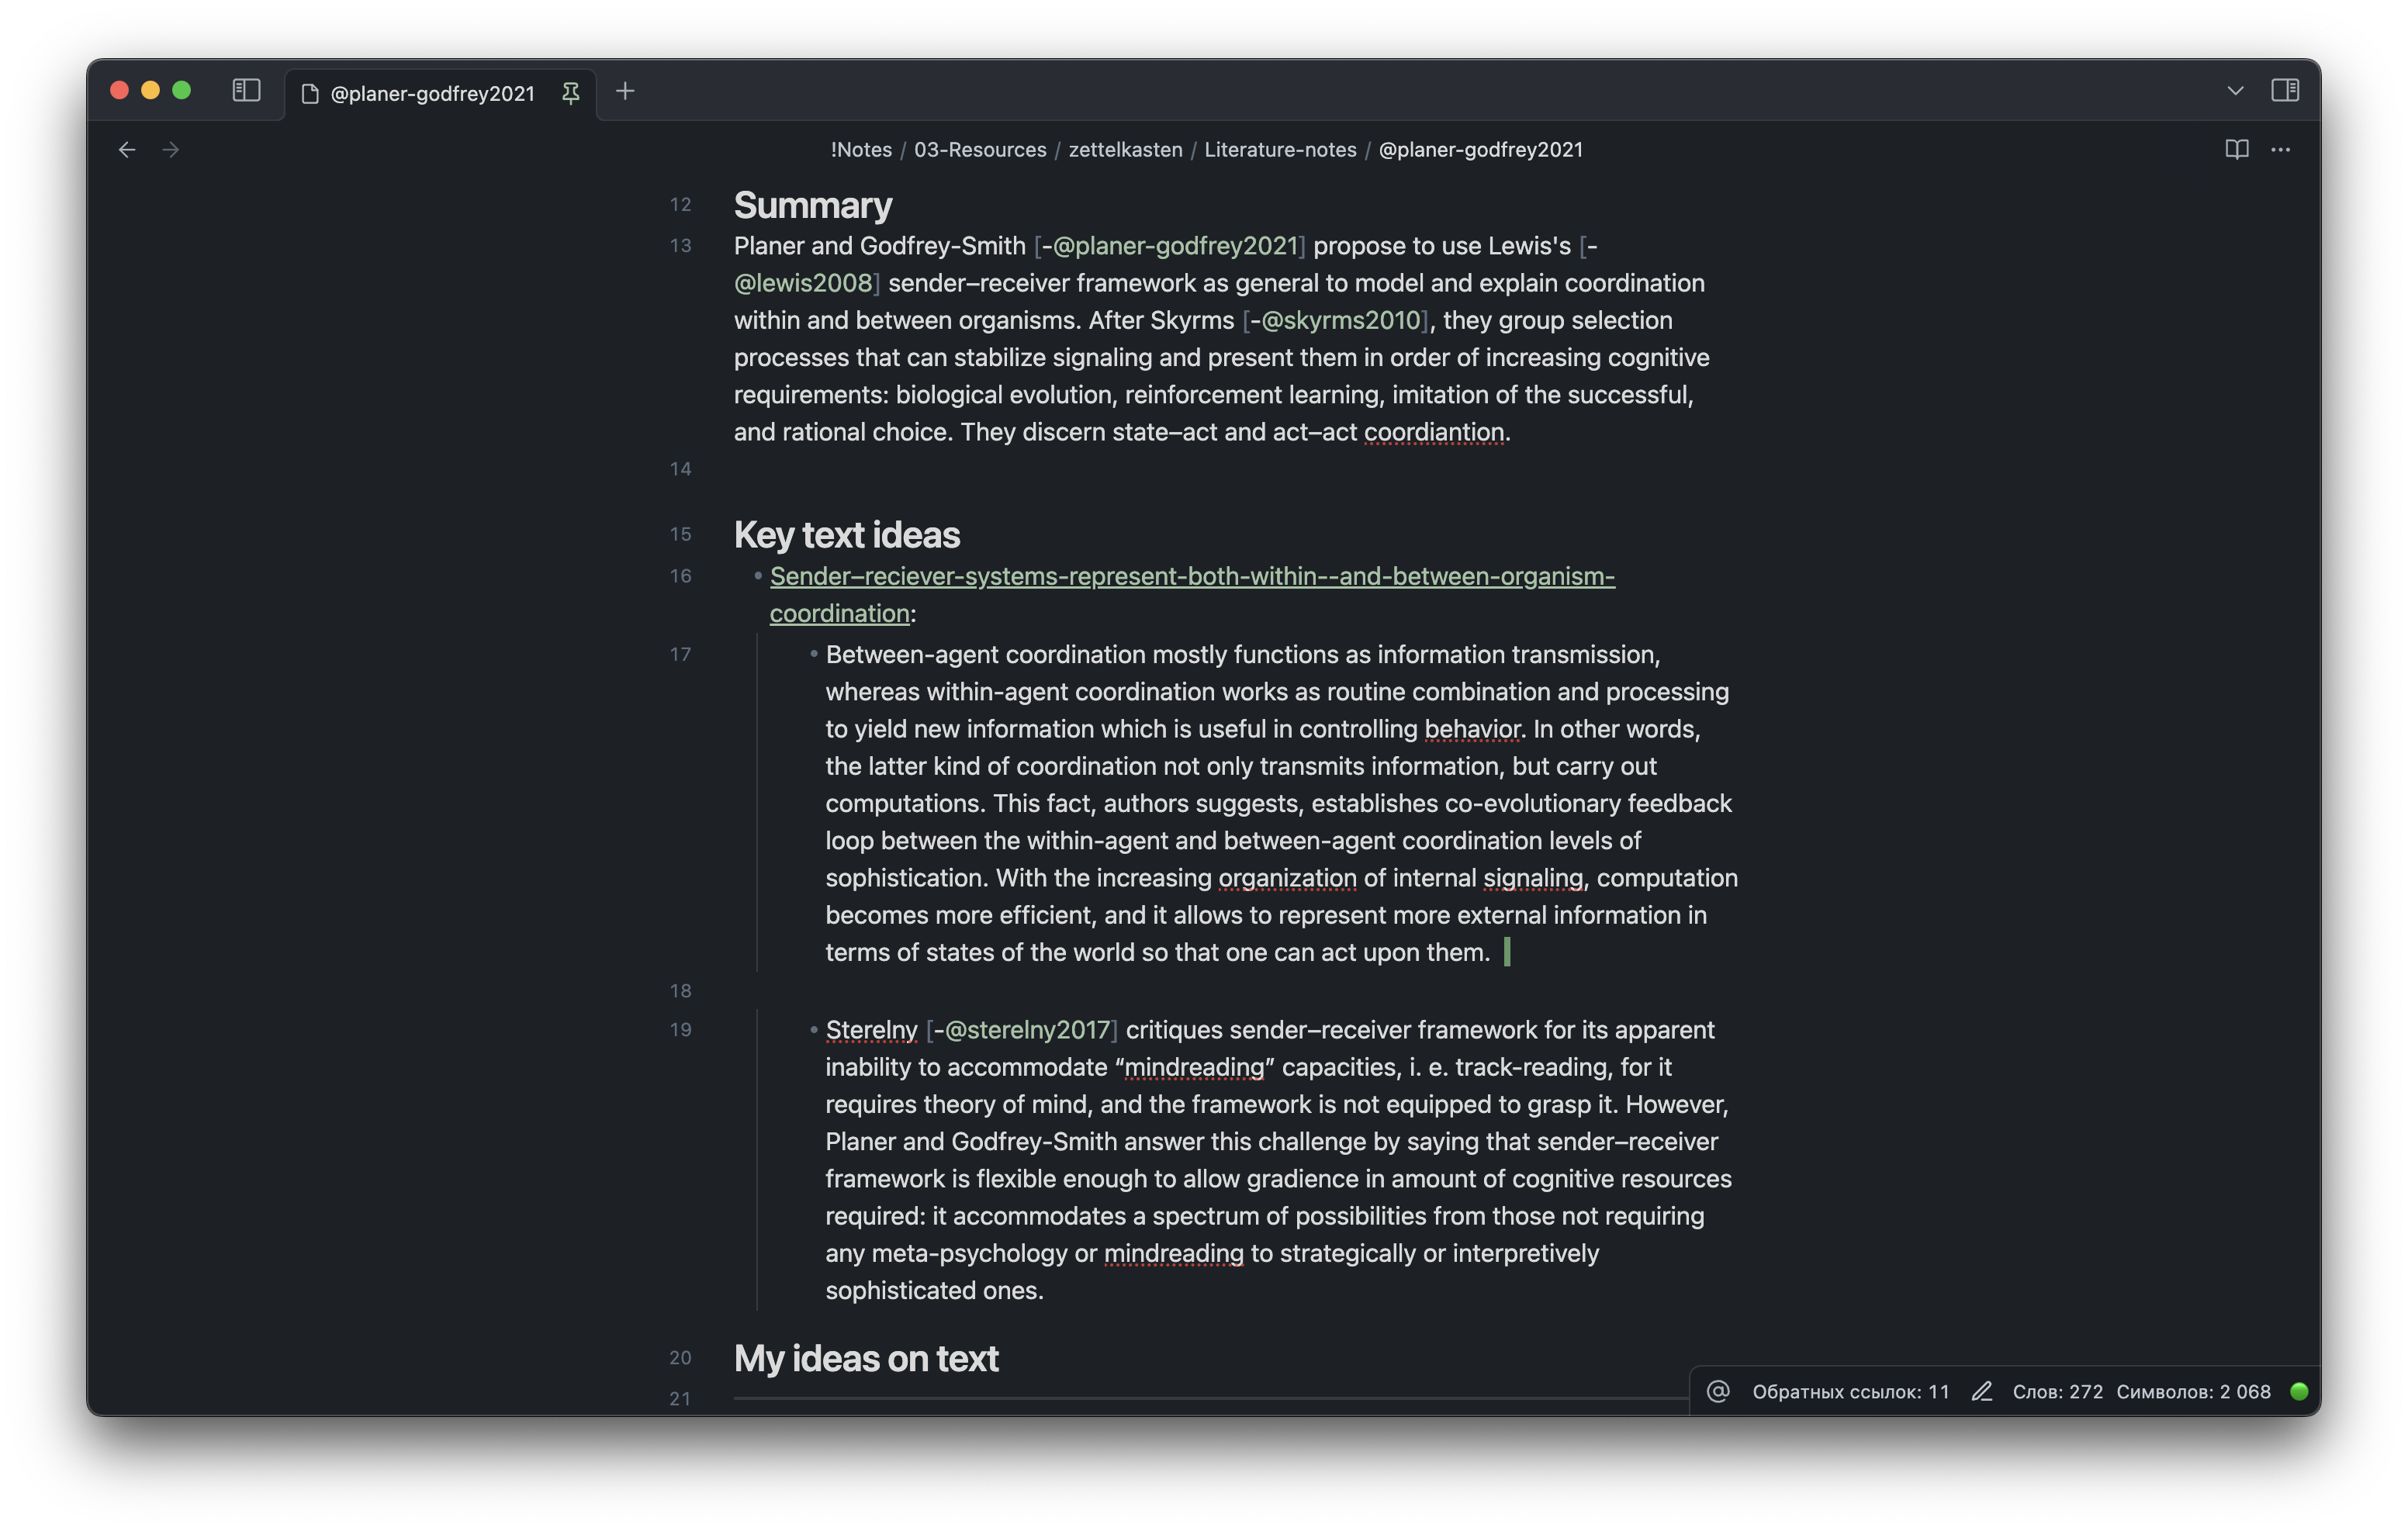 @planer-godfrey2021
!Notes / 03-Resources / zettelkasten / Literature-notes / @planer-godfrey2021
12 Summary
13 Planer and Godfrey-Smith [-@planer-godfrey2021] propose to use Lewis's [-
@lewis2008] sender–receiver framework as general to model and explain coordination
within and between organisms. After Skyrms [-@skyrms2010], they group selection
processes that can stabilize signaling and present them in order of increasing cognitive
requirements: biological evolution, reinforcement learning, imitation of the successful,
and rational choice. They discern state–act and act–act coordiantion.
14
15 Key text ideas
16 • Sender–reciever-systems-represent-both-within--and-between-organism-
coordination:
17 • Between-agent coordination mostly functions as information transmission,
whereas within-agent coordination works as routine combination and processing
to yield new information which is useful in controlling behavior. In other words,
the latter kind of coordination not only transmits information, but carry out
computations. This fact, authors suggests, establishes co-evolutionary feedback
loop between the within-agent and between-agent coordination levels of
sophistication. With the increasing organization of internal signaling, computation
becomes more efficient, and it allows to represent more external information in
terms of states of the world so that one can act upon them.
18
19 • Sterelny [-@sterelny2017] critiques sender–receiver framework for its apparent
inability to accommodate “mindreading” capacities, i. e. track-reading, for it
requires theory of mind, and the framework is not equipped to grasp it. However,
Planer and Godfrey-Smith answer this challenge by saying that sender–receiver
framework is flexible enough to allow gradience in amount of cognitive resources
required: it accommodates a spectrum of possibilities from those not requiring
any meta-psychology or mindreading to strategically or interpretively
sophisticated ones.
20 My ideas on text
21
Обратных ссылок: 11 Слов: 272 Символов: 2 068